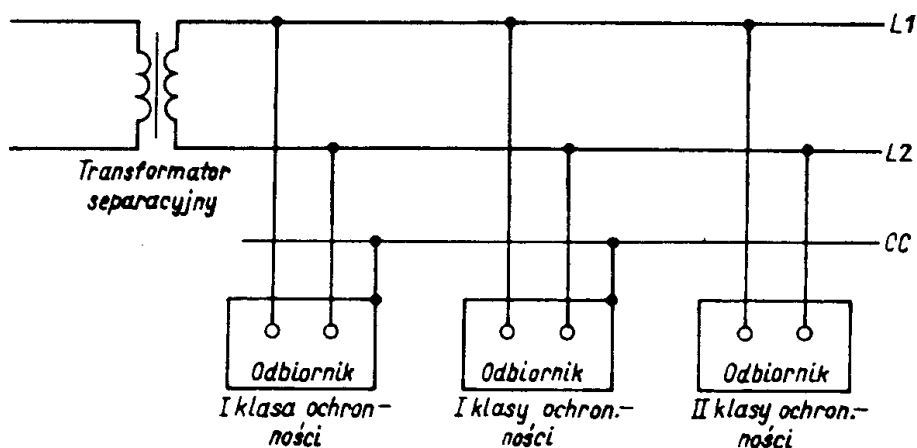 L1
L2
Transformator
separacyjny
CC
Odbiornik
I klasa ochron-
ności
Odbiornik
I klasy ochron.-
ności
Odbiornik
II klasy ochron.-
ności